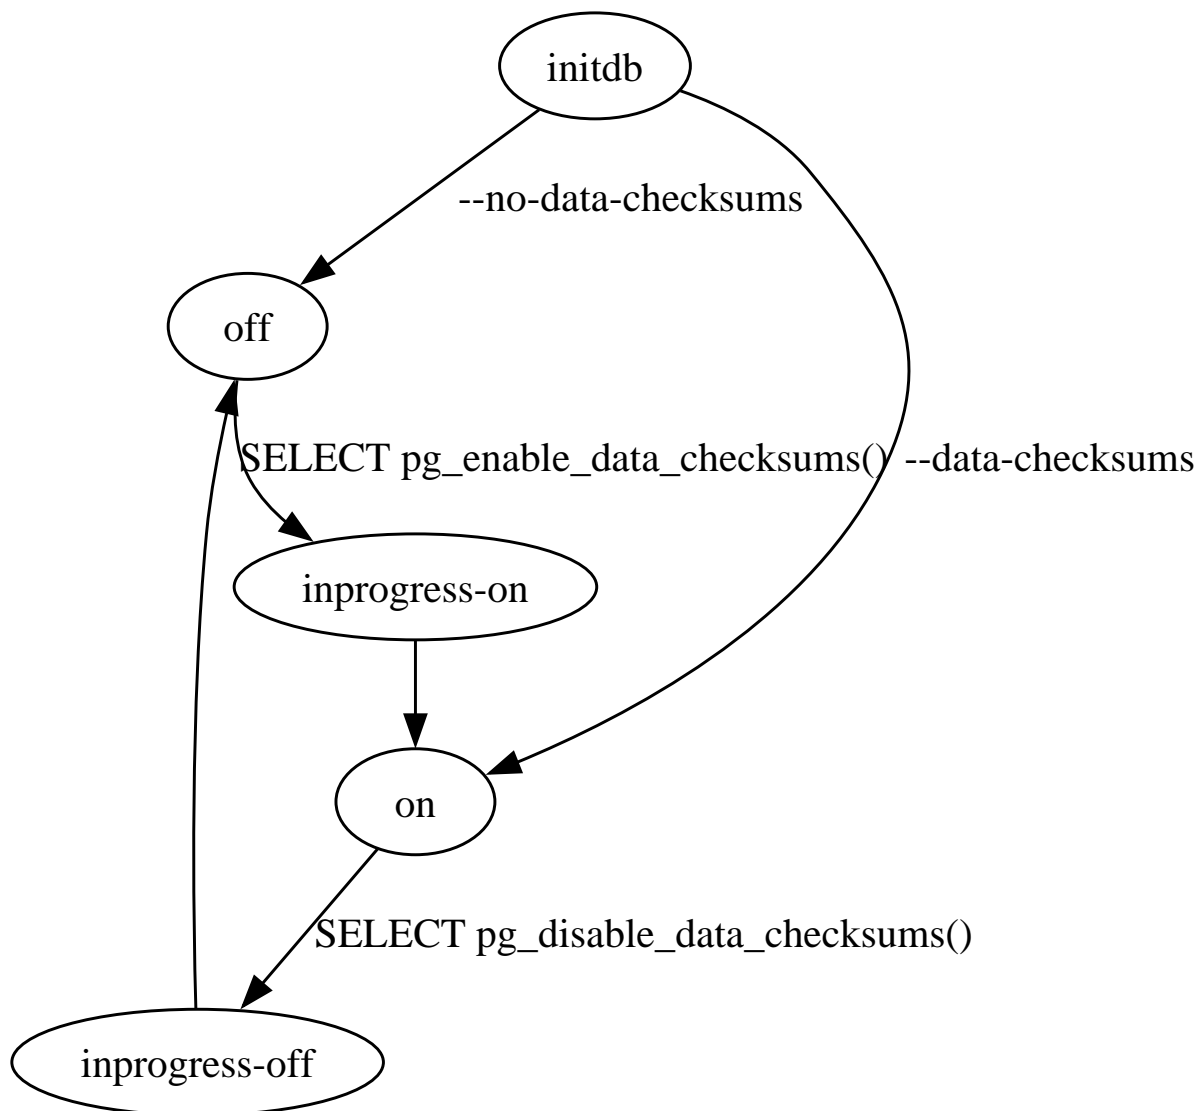 initdb
--no-data-checksums
off
SELECT pg_enable_data_checksums()
--data-checksums
inprogress-on
on
SELECT pg_disable_data_checksums()
inprogress-off